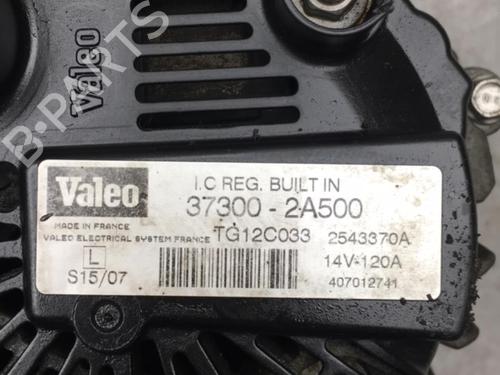 Valeo
B-PARTS
Valeo
I.C REG. BUILT IN
37300 - 2A500
MADE IN FRANCE
VALEO ELECTRICAL SYSTEM FRANCE
TG12C033
2543370A
L
14V-120A
S15/07
407012741